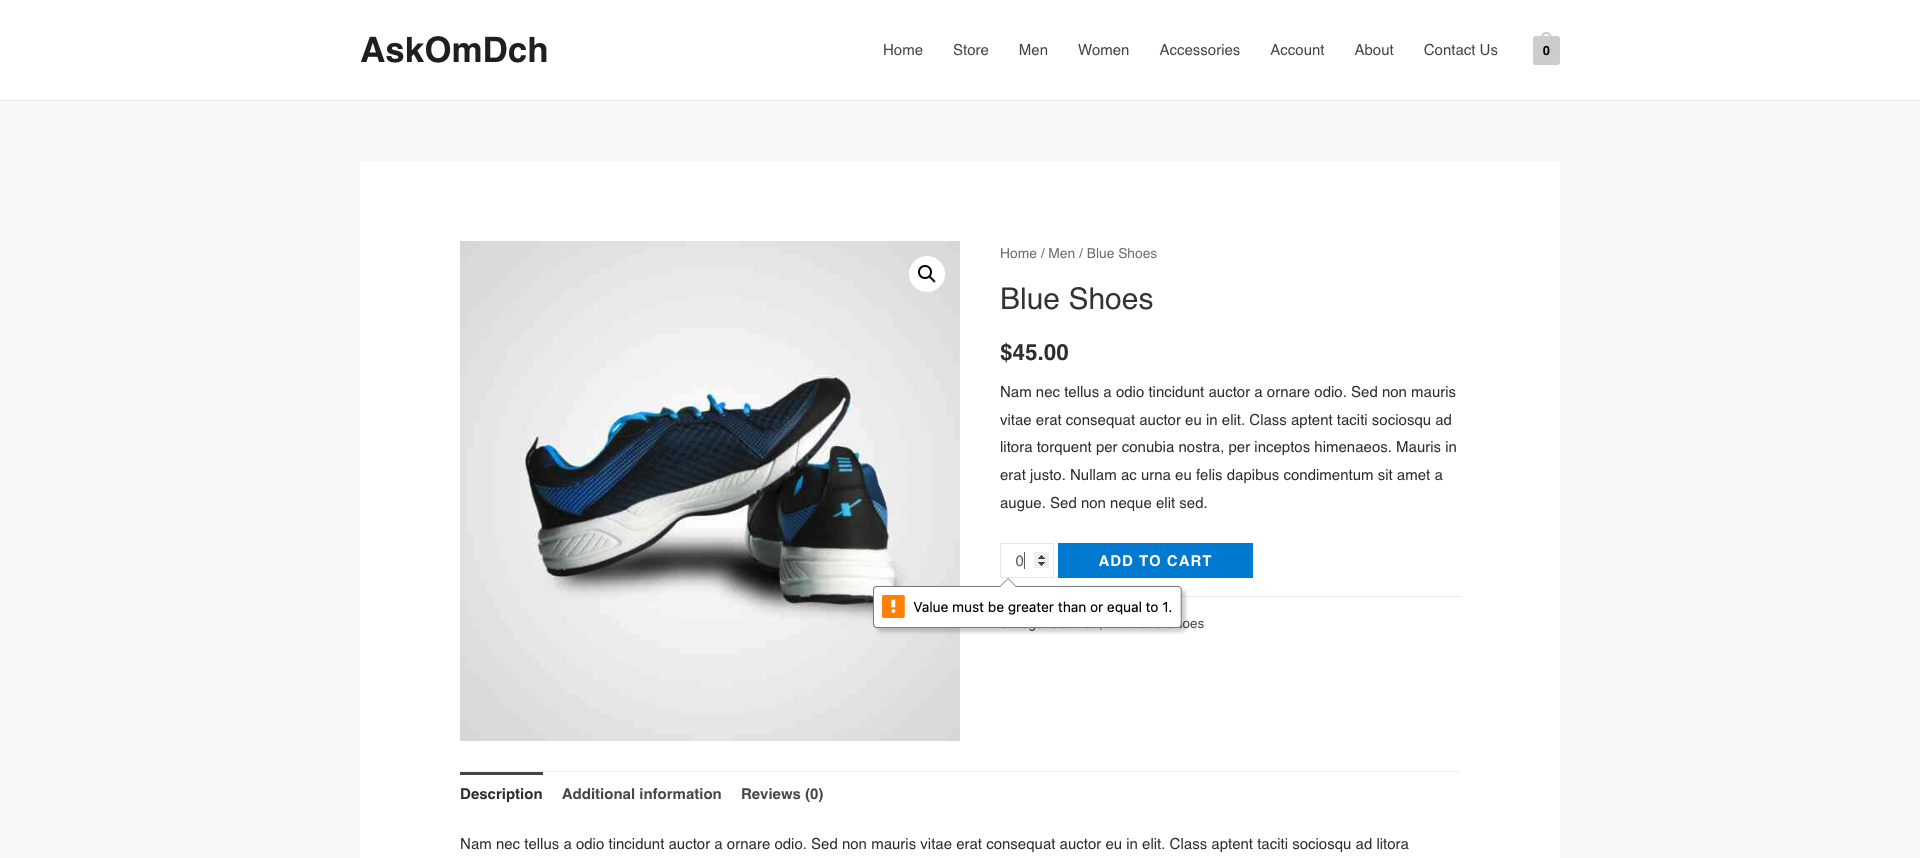 AskOmDch
Home Store Men Women Accessories Account About Contact Us 0
Home / Men / Blue Shoes
Blue Shoes
$45.00
Nam nec tellus a odio tincidunt auctor a ornare odio. Sed non mauris
vitae erat consequat auctor eu in elit. Class aptent taciti sociosqu ad
litora torquent per conubia nostra, per inceptos himenaeos. Mauris in
erat justo. Nullam ac urna eu felis dapibus condimentum sit amet a
augue. Sed non neque elit sed.
0 ADD TO CART
Value must be greater than or equal to 1.
Description Additional information Reviews (0)
Nam nec tellus a odio tincidunt auctor a ornare odio. Sed non mauris vitae erat consequat auctor eu in elit. Class aptent taciti sociosqu ad litora